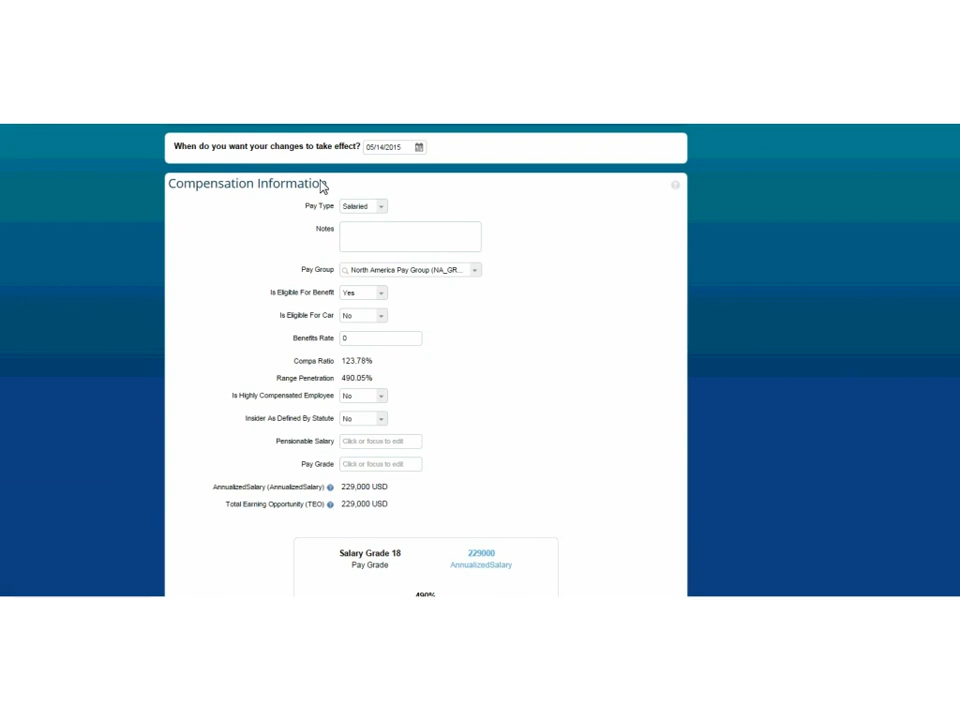 When do you want your changes to take effect? 05/14/2015
Compensation Information
Pay Type Salaried
Notes
Pay Group North America Pay Group (NA_GR...
Is Eligible For Benefit Yes
Is Eligible For Car No
Benefits Rate 0
Compa Ratio 123.78%
Range Penetration 490.05%
Is Highly Compensated Employee No
Insider As Defined By Statute No
Pensionable Salary Click or focus to edit
Pay Grade Click or focus to edit
AnnualizedSalary (AnnualizedSalary) 229,000 USD
Total Earning Opportunity (TEO) 229,000 USD
Salary Grade 18 229000
Pay Grade AnnualizedSalary
490%